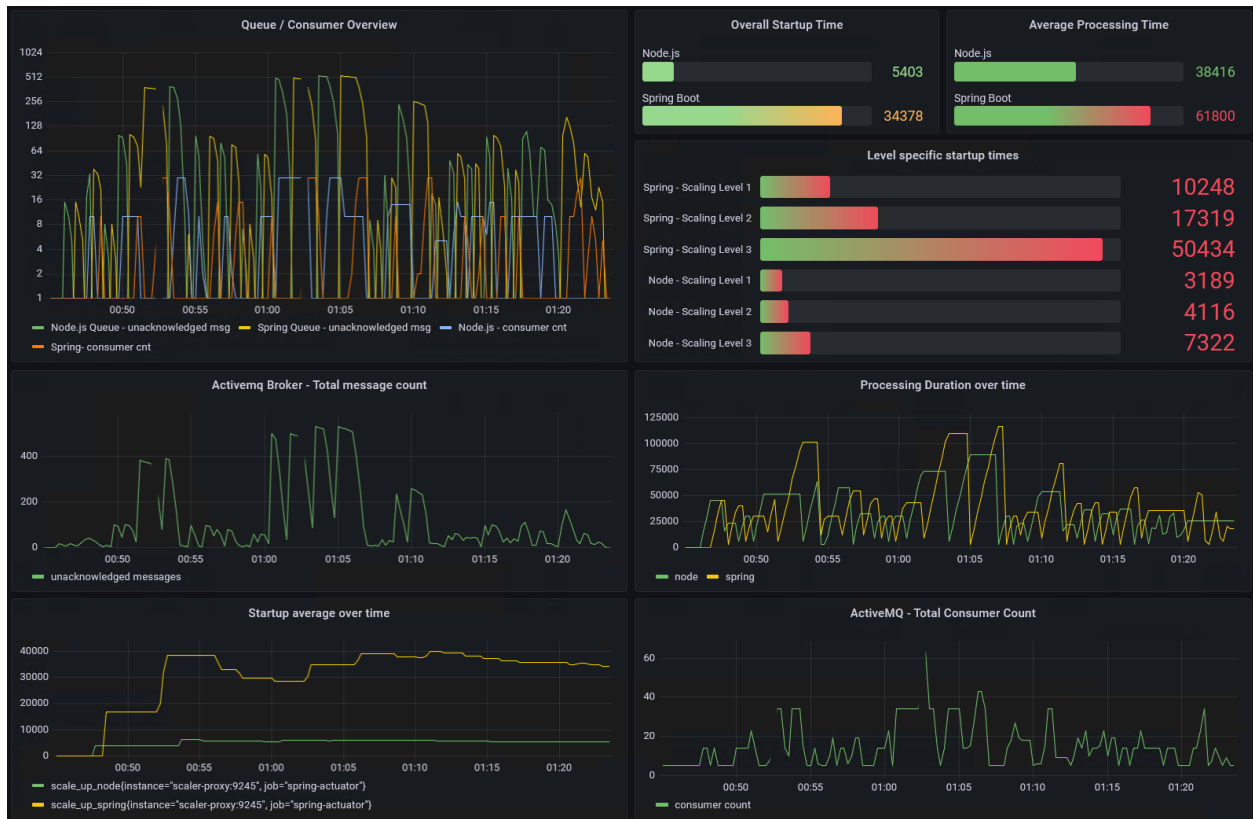 Queue / Consumer Overview
1024
512
256
128
64
32
16
8
4
2
1
00:50 00:55 01:00 01:05 01:10 01:15 01:20
Node.js Queue - unacknowledged msg Spring Queue - unacknowledged msg Node.js - consumer cnt
Spring- consumer cnt
Overall Startup Time
Node.js
5403
Spring Boot
34378
Average Processing Time
Node.js
38416
Spring Boot
61800
Level specific startup times
Spring - Scaling Level 1 10248
Spring - Scaling Level 2 17319
Spring - Scaling Level 3 50434
Node - Scaling Level 1 3189
Node - Scaling Level 2 4116
Node - Scaling Level 3 7322
Activemq Broker - Total message count
400
200
0
00:50 00:55 01:00 01:05 01:10 01:15 01:20
unacknowledged messages
Processing Duration over time
125000
100000
75000
50000
25000
0
00:50 00:55 01:00 01:05 01:10 01:15 01:20
node spring
Startup average over time
40000
30000
20000
10000
0
00:50 00:55 01:00 01:05 01:10 01:15 01:20
scale_up_node{instance="scaler-proxy:9245", job="spring-actuator"}
scale_up_spring{instance="scaler-proxy:9245", job="spring-actuator"}
ActiveMQ - Total Consumer Count
60
40
20
0
00:50 00:55 01:00 01:05 01:10 01:15 01:20
consumer count